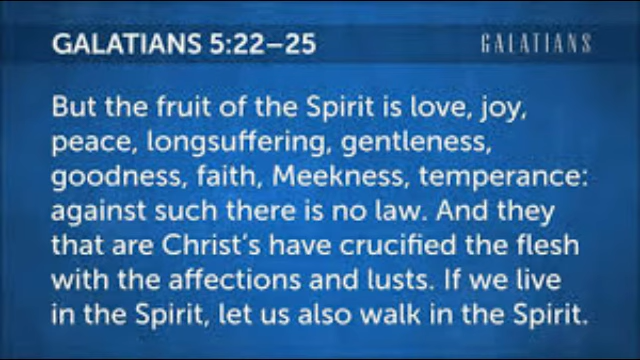 GALATIANS 5:22–25 GALATIANS
But the fruit of the Spirit is love, joy,
peace, longsuffering, gentleness,
goodness, faith, Meekness, temperance:
against such there is no law. And they
that are Christ's have crucified the flesh
with the affections and lusts. If we live
in the Spirit, let us also walk in the Spirit.